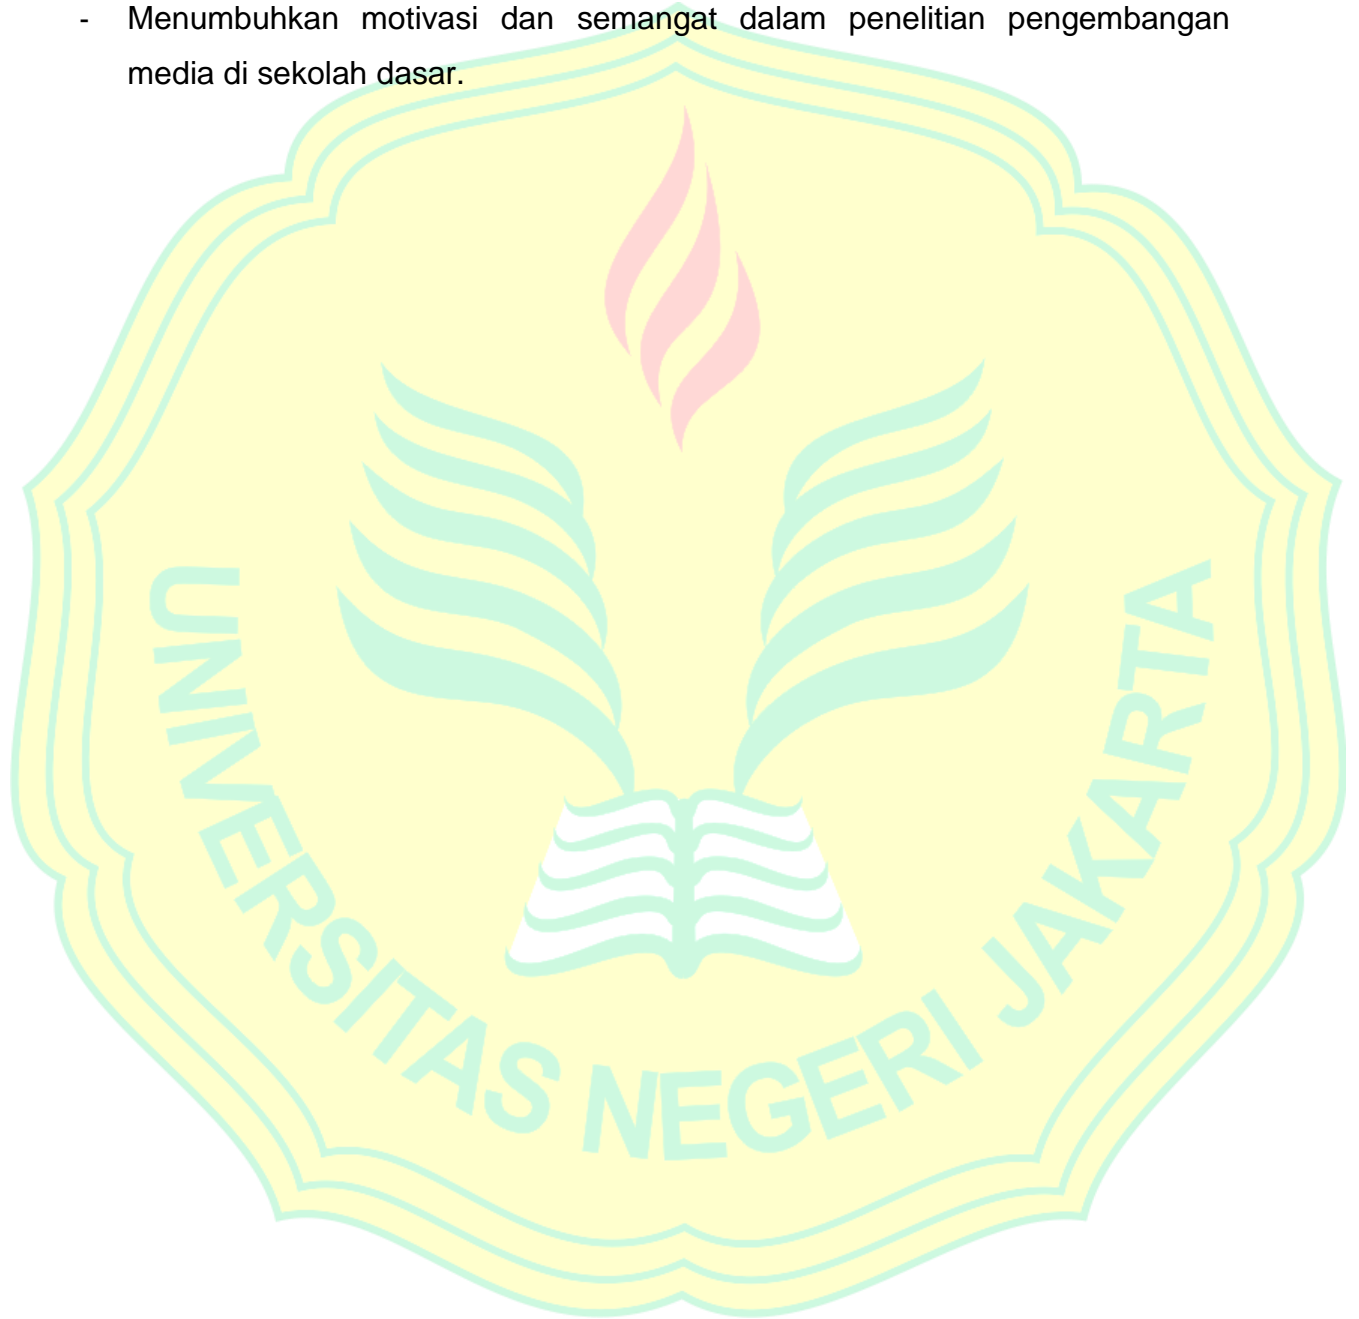 - Menumbuhkan motivasi dan semangat dalam penelitian pengembangan
media di sekolah dasar.
UNIVERSITAS NEGERI JAKARTA